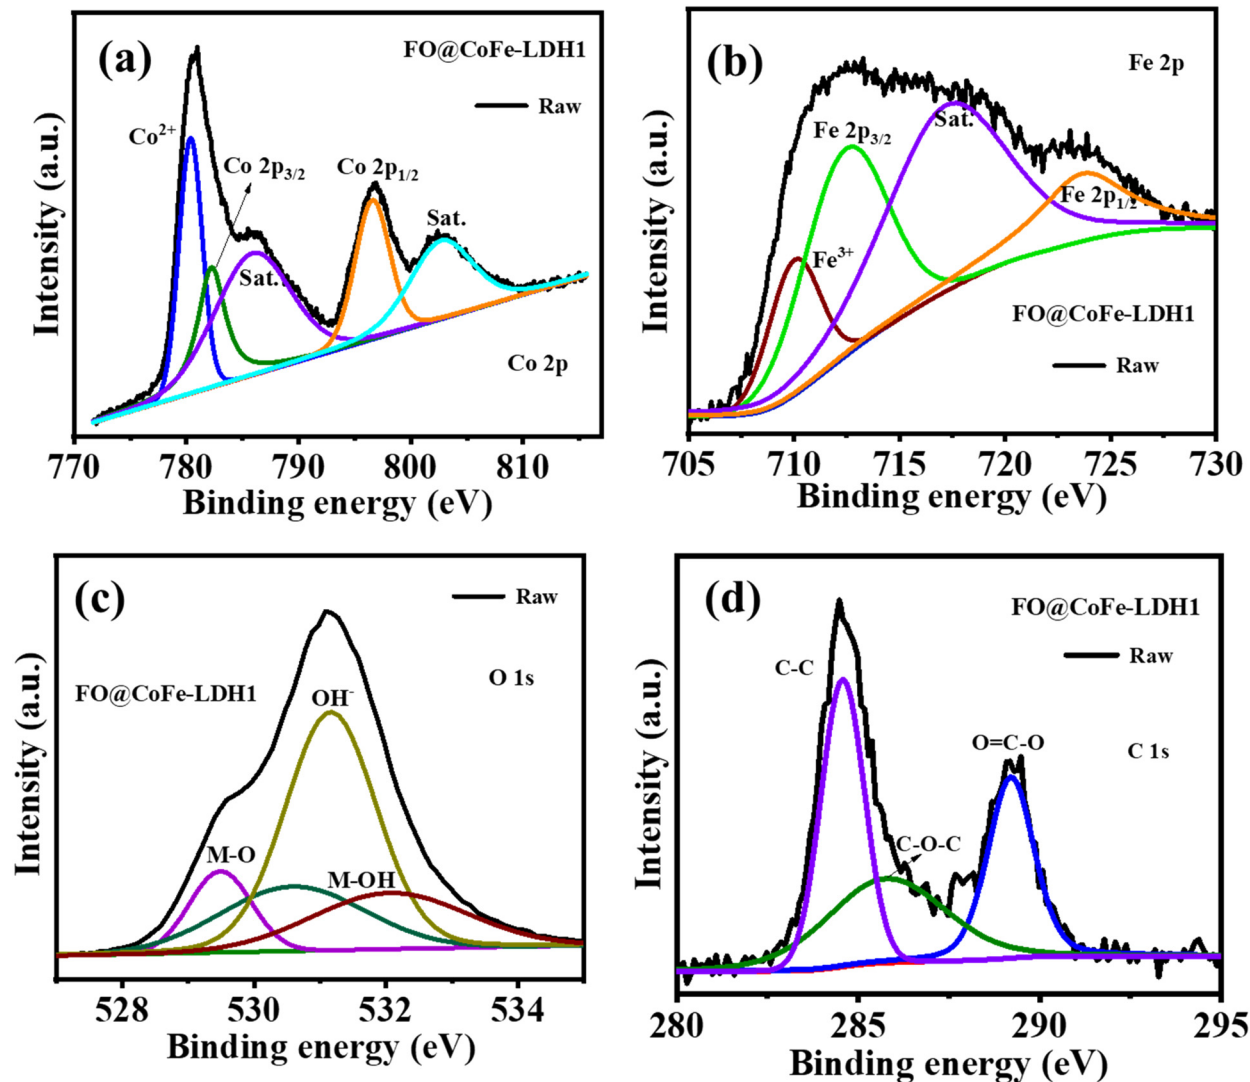 (a)
FO@CoFe-LDH1
Raw
Co²⁺
Co 2p₃/₂
Co 2p₁/₂
Sat.
Sat.
Co 2p
Intensity (a.u.)
770 780 790 800 810
Binding energy (eV)
(b)
Fe 2p
Fe 2p₃/₂
Sat.
Fe 2p₁/₂
Fe³⁺
FO@CoFe-LDH1
Raw
Intensity (a.u.)
705 710 715 720 725 730
Binding energy (eV)
(c)
Raw
O 1s
FO@CoFe-LDH1
OH⁻
M-O
M-OH
Intensity (a.u.)
528 530 532 534
Binding energy (eV)
(d)
FO@CoFe-LDH1
Raw
C-C
O=C-O
C 1s
C-O-C
Intensity (a.u.)
280 285 290 295
Binding energy (eV)